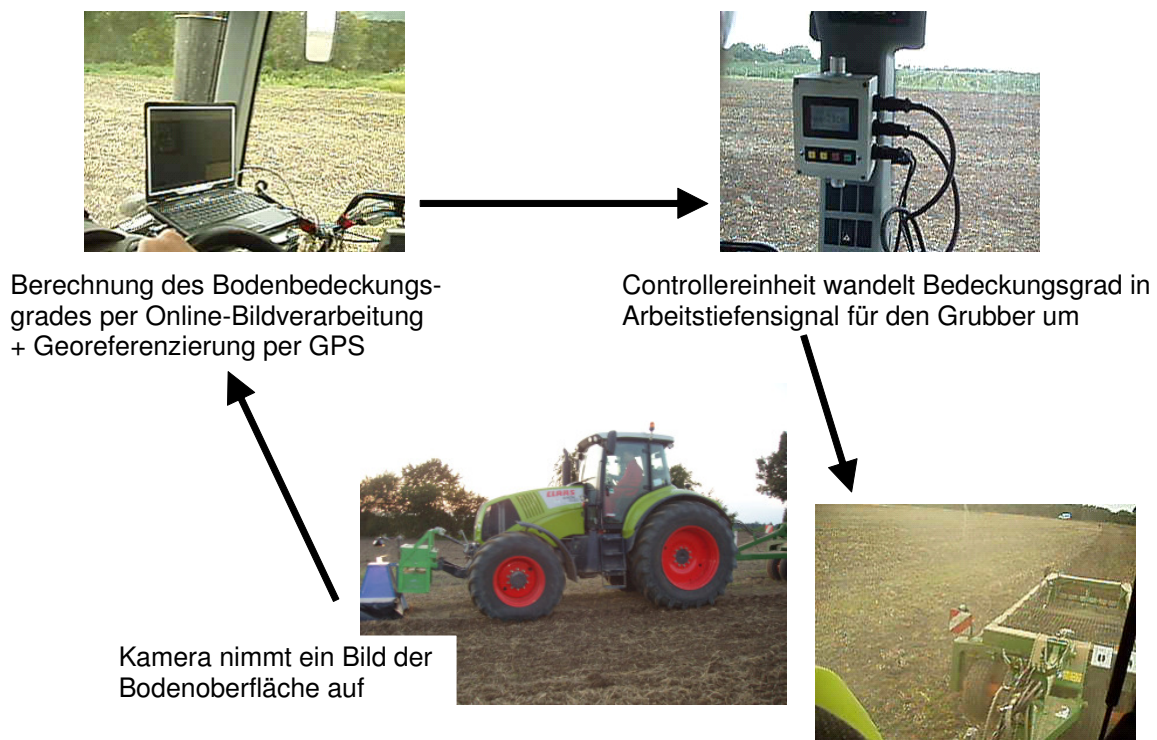 Berechnung des Bodenbedeckungs-
grades per Online-Bildverarbeitung
+ Georeferenzierung per GPS
Controllereinheit wandelt Bedeckungsgrad in
Arbeitstiefensignal für den Grubber um
CLAAS
Kamera nimmt ein Bild der
Bodenoberfläche auf